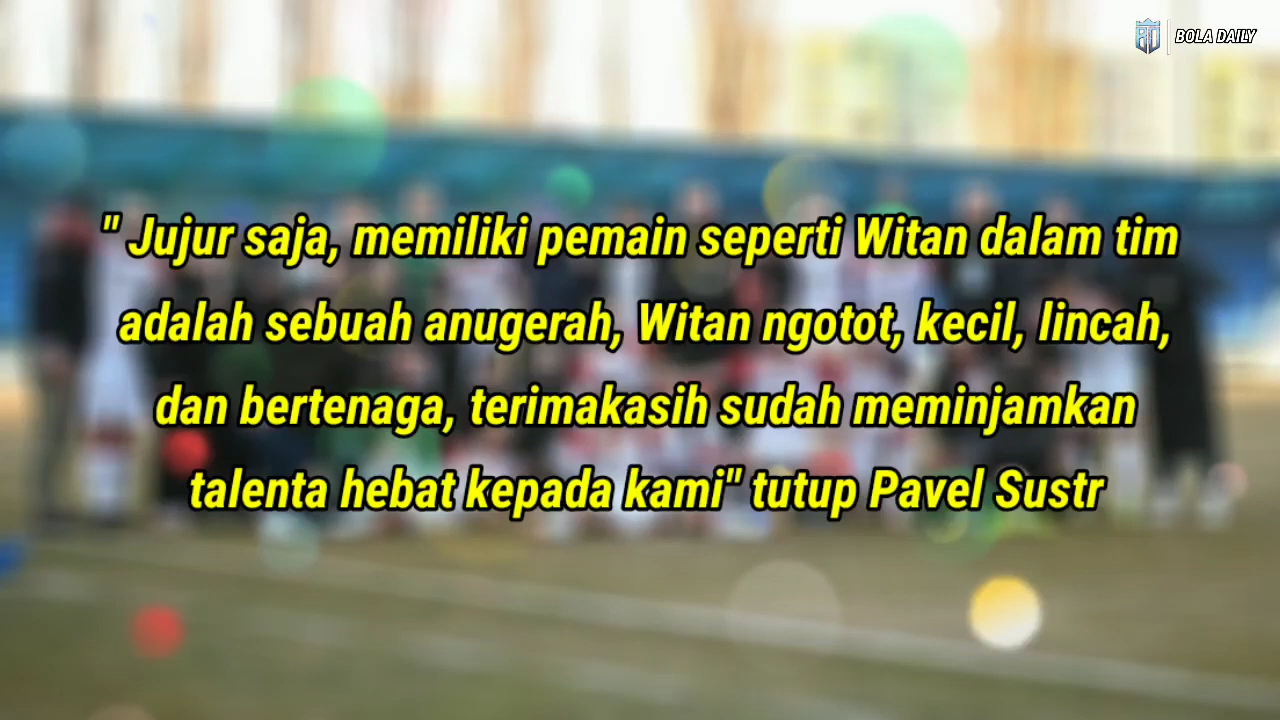 BOLA DAILY
" Jujur saja, memiliki pemain seperti Witan dalam tim
adalah sebuah anugerah, Witan ngotot, kecil, lincah,
dan bertenaga, terimakasih sudah meminjamkan
talenta hebat kepada kami" tutup Pavel Sustr